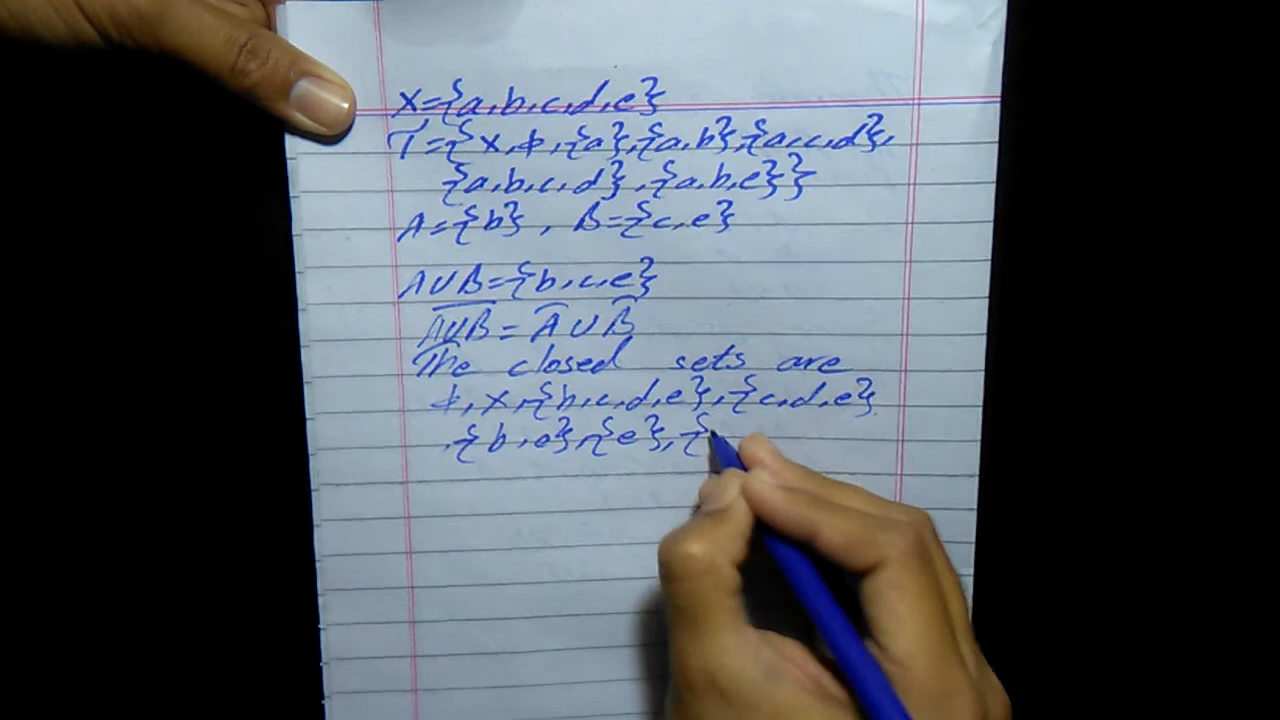 X={a,b,c,d,e}
T={X,ϕ,{a},{a,b},{a,c,d},
{a,b,c,d},{a,b,e}}
A={b}, B={c,e}
A∪B={b,c,e}
A̅∪̅B̅ = A̅ ∪ B̅
The closed sets are
ϕ,X,{b,c,d,e},{c,d,e}
,{b,e},{e},{